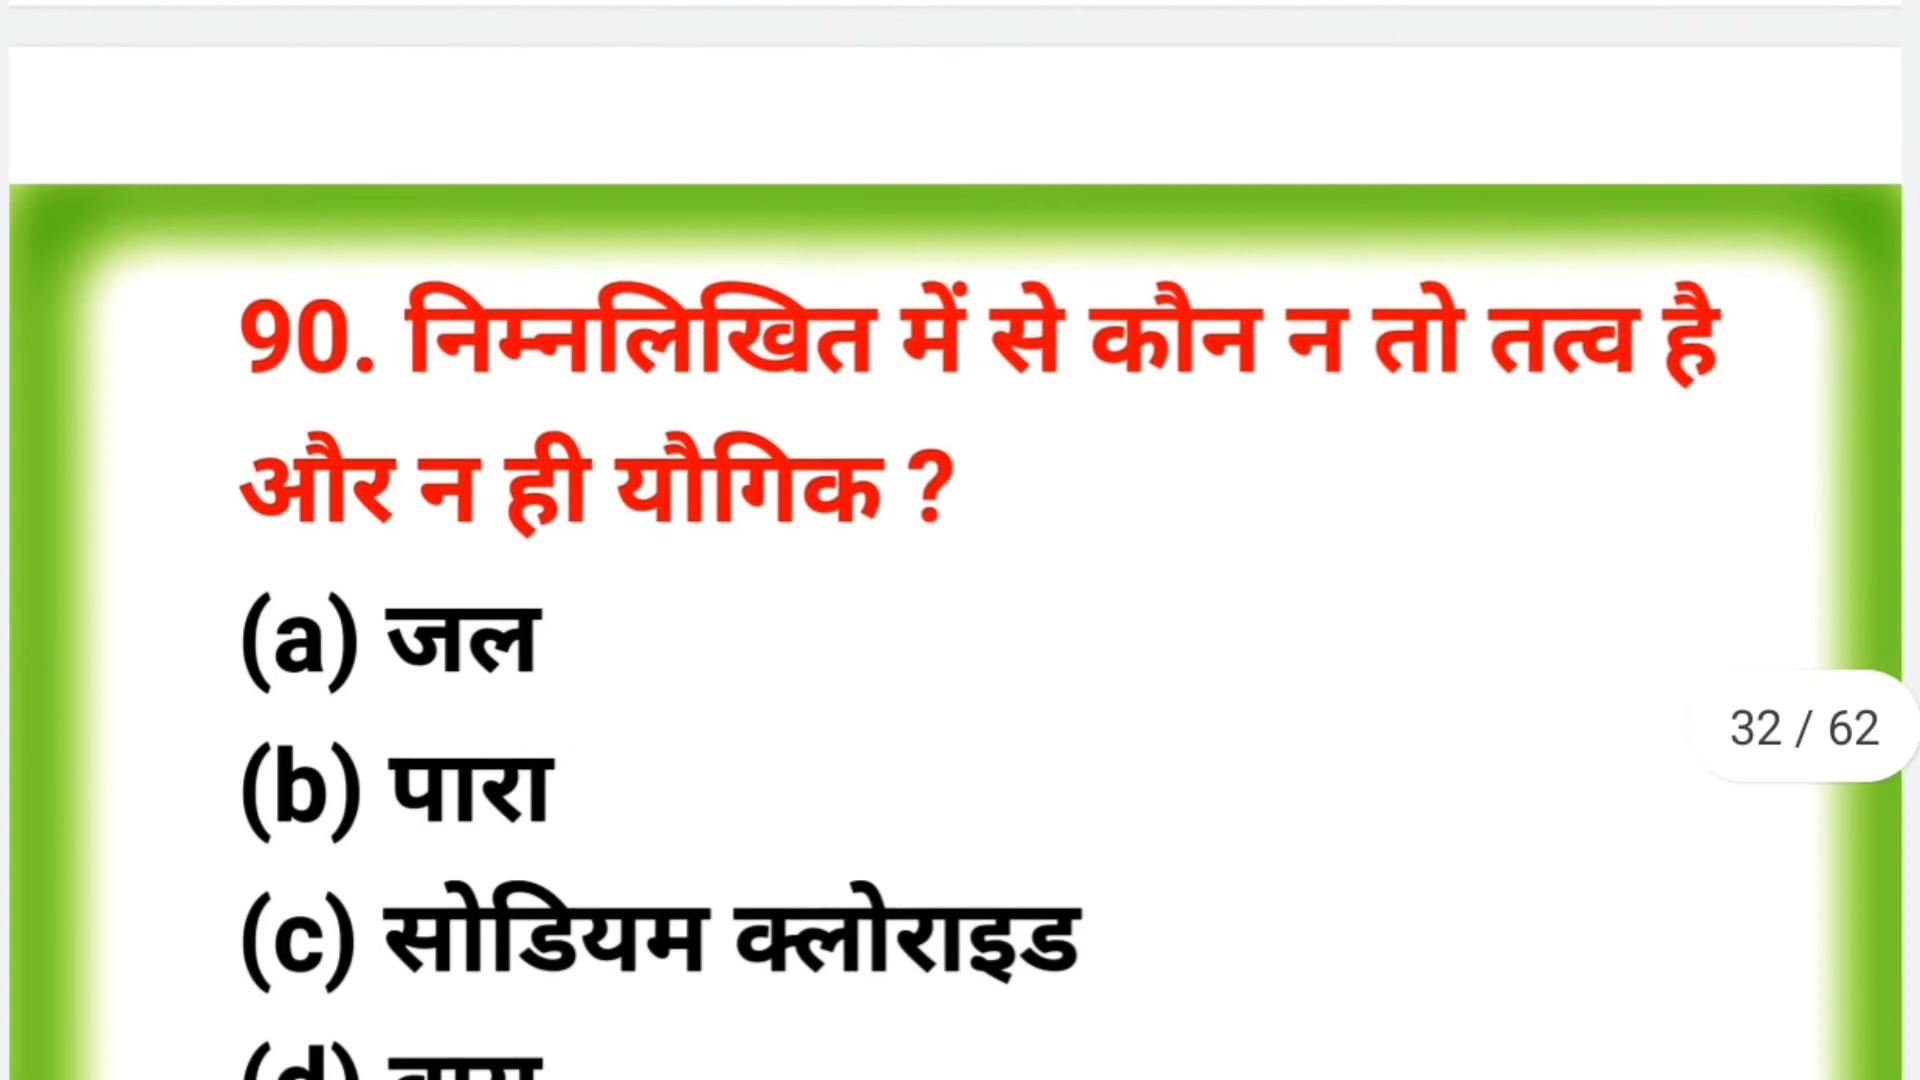 90. निम्नलिखित में से कौन न तो तत्व है
और न ही यौगिक ?
(a) जल
(b) पारा
32 / 62
(c) सोडियम क्लोराइड
(d)